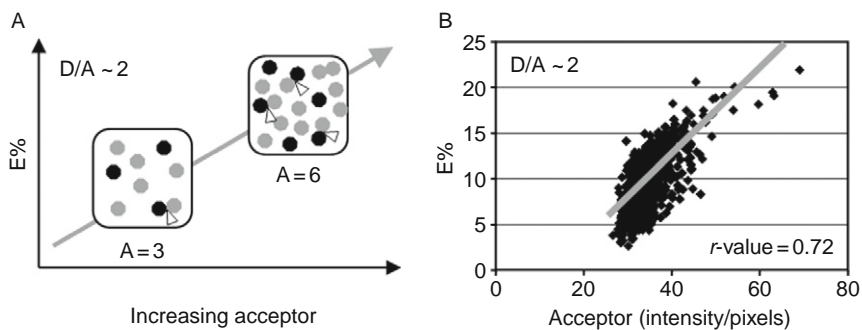 A
D/A ~ 2
E%
A = 3
A = 6
Increasing acceptor
B
D/A ~ 2
E%
25
20
15
10
5
0
0 20 40 60 80
r-value = 0.72
Acceptor (intensity/pixels)